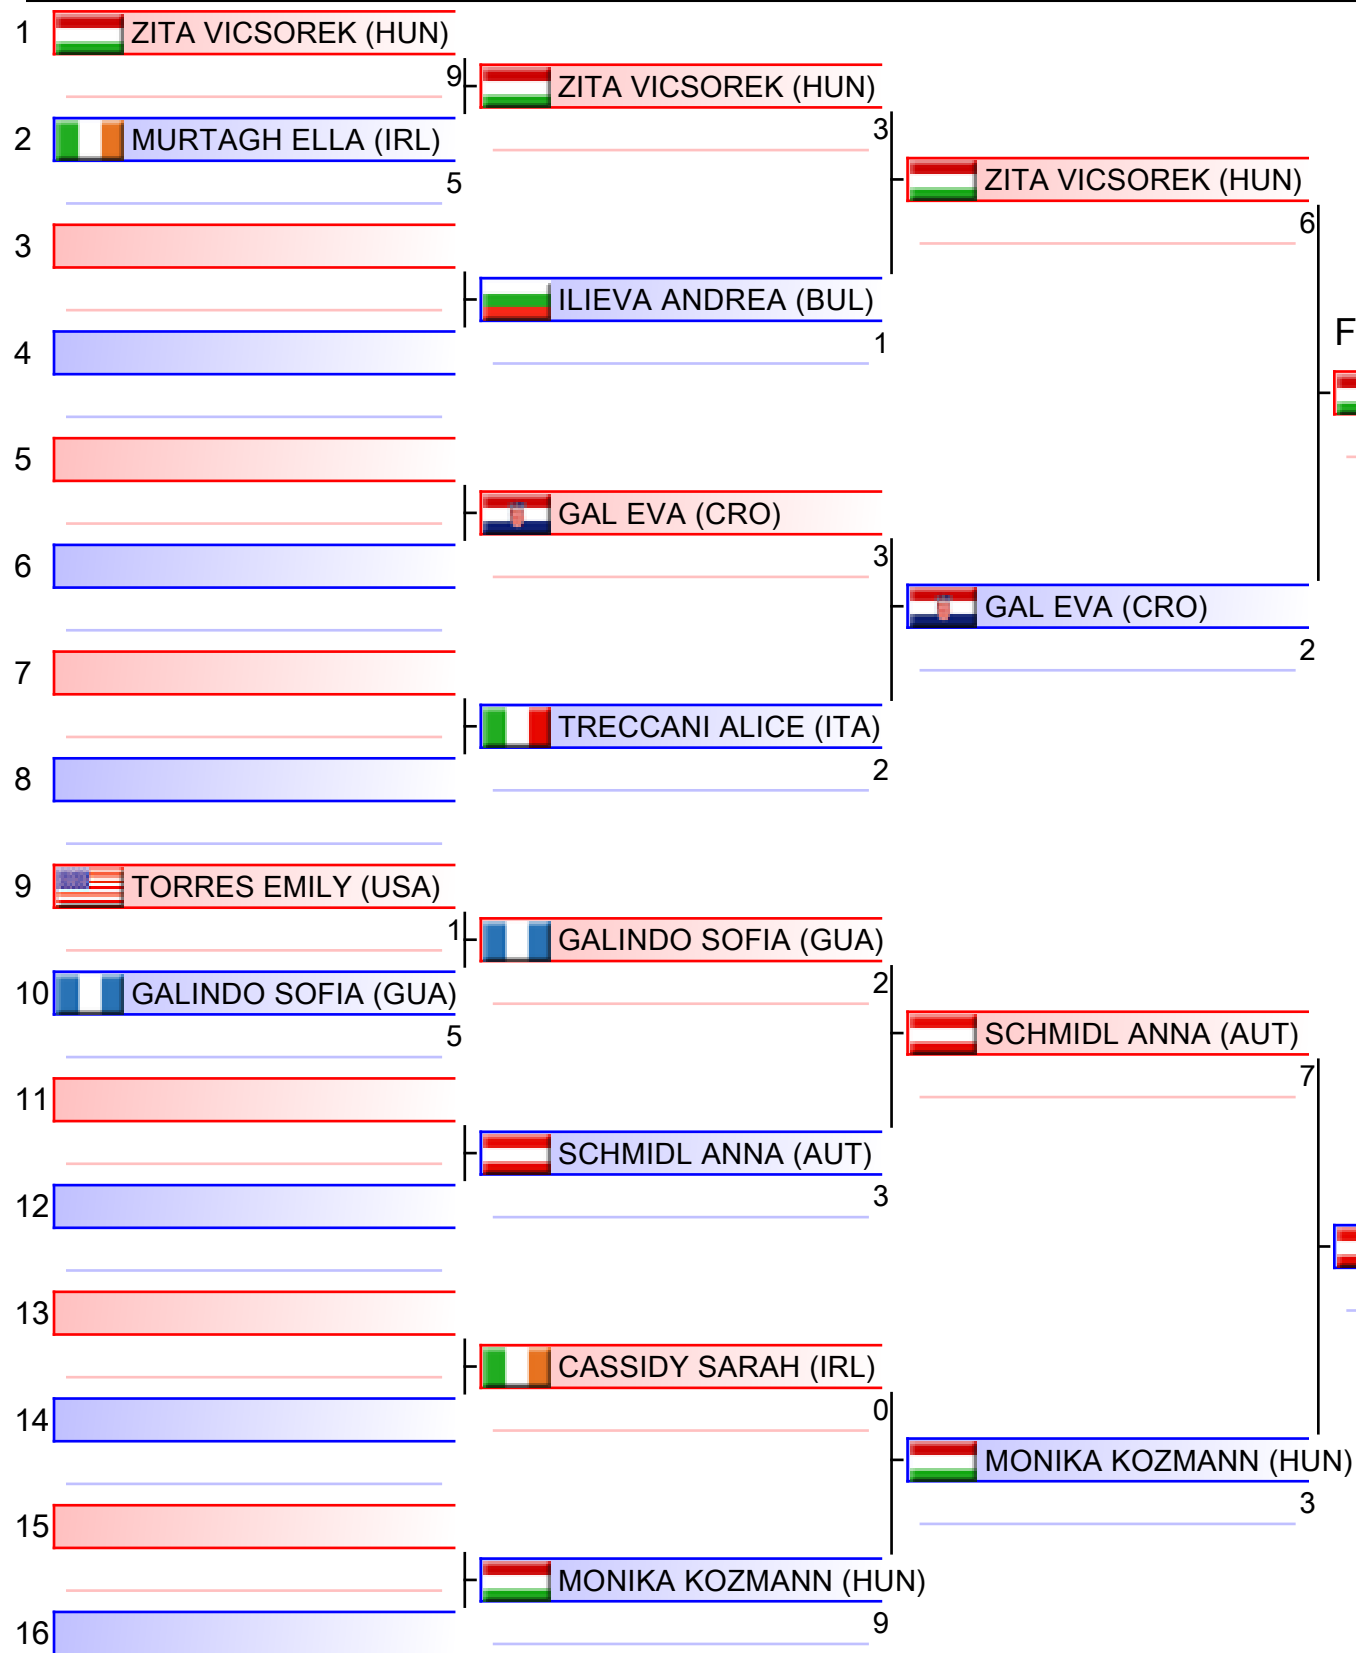 1 ZITA VICSOREK (HUN)
9 ZITA VICSOREK (HUN)
2 MURTAGH ELLA (IRL)
3
5
ZITA VICSOREK (HUN)
3
6
ILIEVA ANDREA (BUL)
4
1
F
5
GAL EVA (CRO)
6
3
GAL EVA (CRO)
7
2
TRECCANI ALICE (ITA)
8
2
9 TORRES EMILY (USA)
1 GALINDO SOFIA (GUA)
10 GALINDO SOFIA (GUA)
2
5
SCHMIDL ANNA (AUT)
11
7
SCHMIDL ANNA (AUT)
12
3
13
CASSIDY SARAH (IRL)
14
0
MONIKA KOZMANN (HUN)
15
3
MONIKA KOZMANN (HUN)
16
9